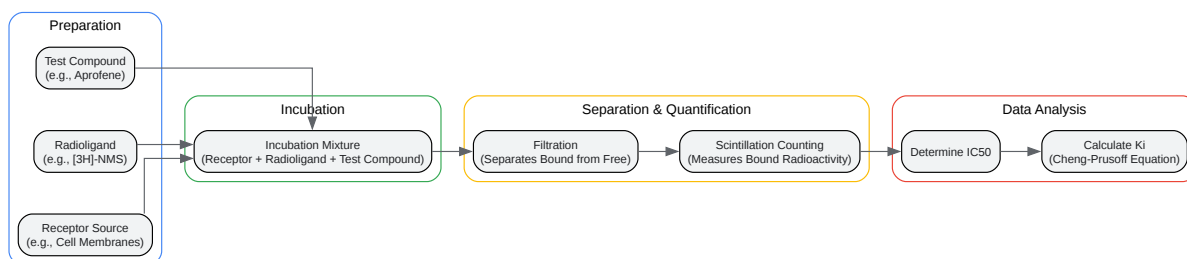 Preparation
Test Compound
(e.g., Aprofene)
Radioligand
(e.g., [3H]-NMS)
Receptor Source
(e.g., Cell Membranes)
Incubation
Incubation Mixture
(Receptor + Radioligand + Test Compound)
Separation & Quantification
Filtration
(Separates Bound from Free)
Scintillation Counting
(Measures Bound Radioactivity)
Data Analysis
Determine IC50
Calculate Ki
(Cheng-Prusoff Equation)